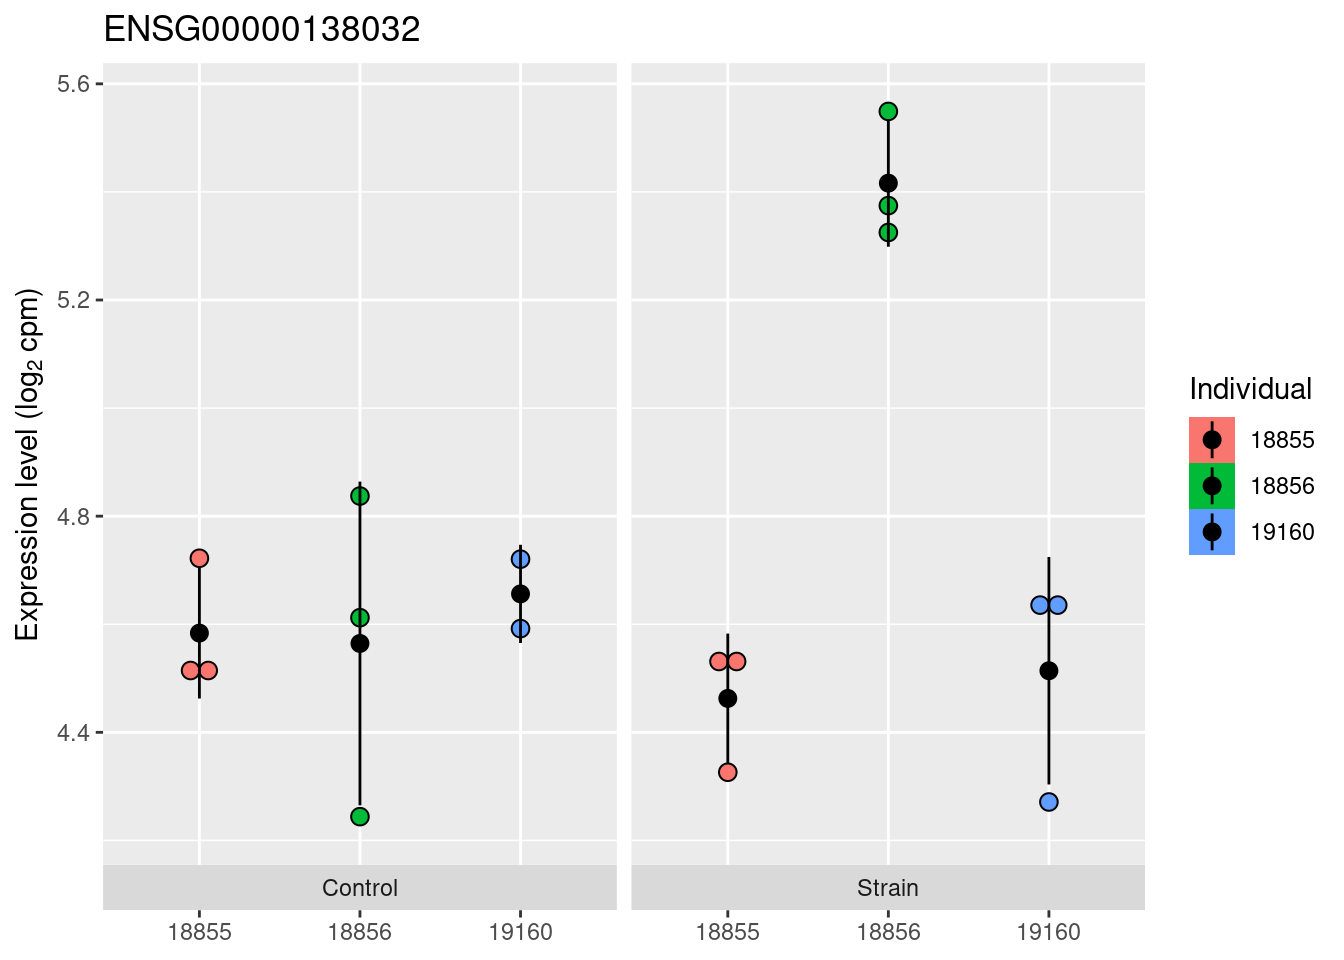 ENSG00000138032
Expression level (log₂ cpm)
5.6
5.2
4.8
4.4
Control
Strain
18855
18856
19160
18855
18856
19160
Individual
18855
18856
19160